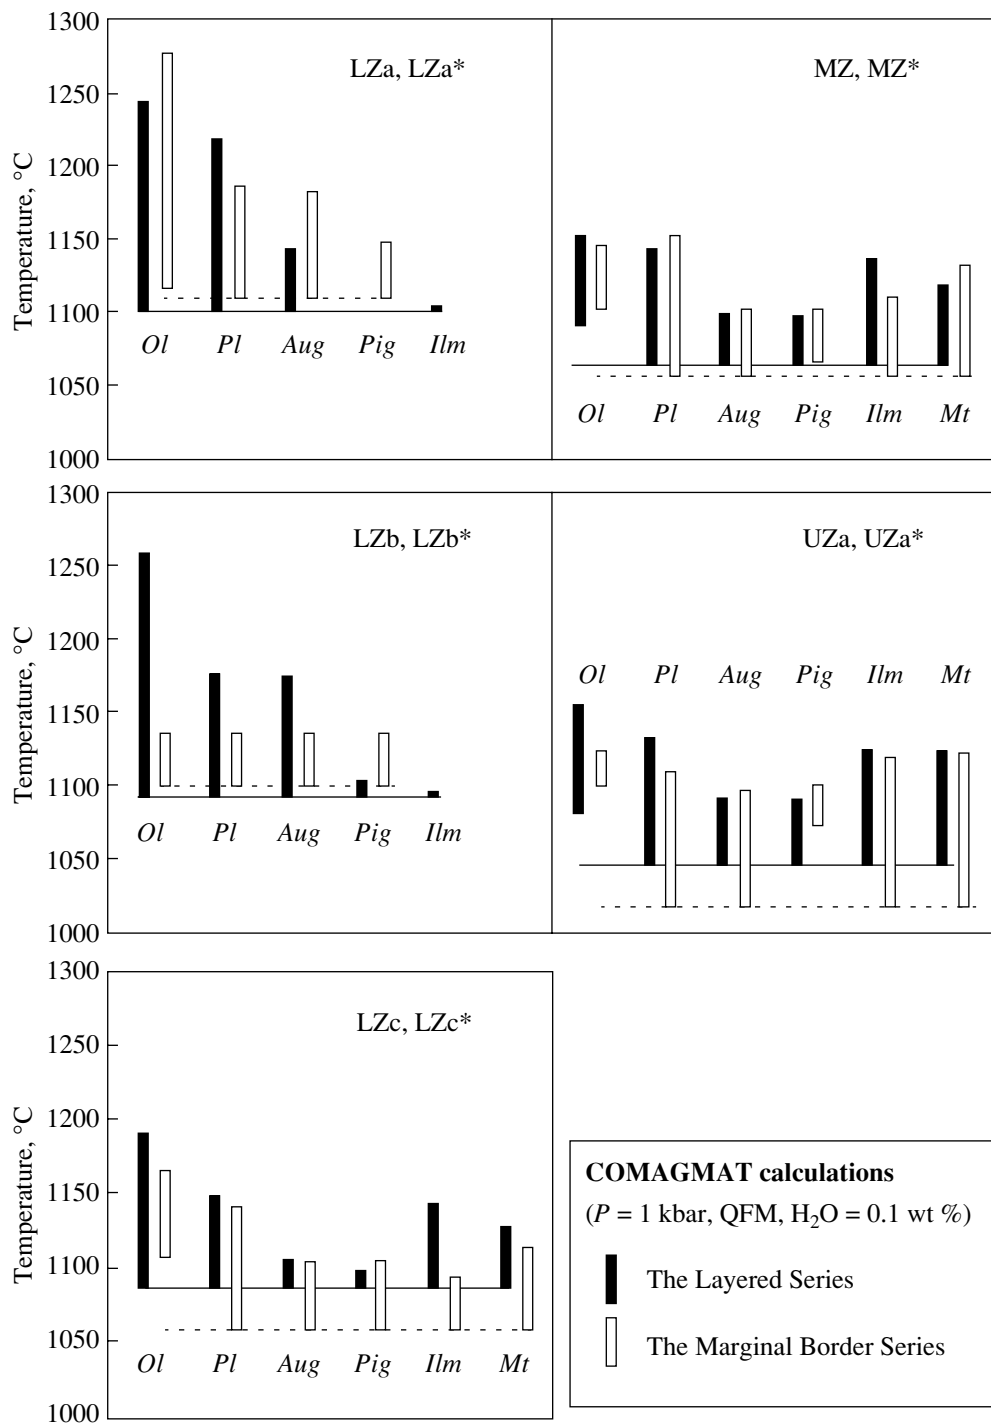 LZa, LZa*
Temperature, °C
1300
1250
1200
1150
1100
1050
1000
Ol Pl Aug Pig Ilm
MZ, MZ*
Ol Pl Aug Pig Ilm Mt
LZb, LZb*
Temperature, °C
1300
1250
1200
1150
1100
1050
1000
Ol Pl Aug Pig Ilm
UZa, UZa*
Ol Pl Aug Pig Ilm Mt
LZc, LZc*
Temperature, °C
1300
1250
1200
1150
1100
1050
1000
Ol Pl Aug Pig Ilm Mt
COMAGMAT calculations
(P = 1 kbar, QFM, H₂O = 0.1 wt %)
The Layered Series
The Marginal Border Series